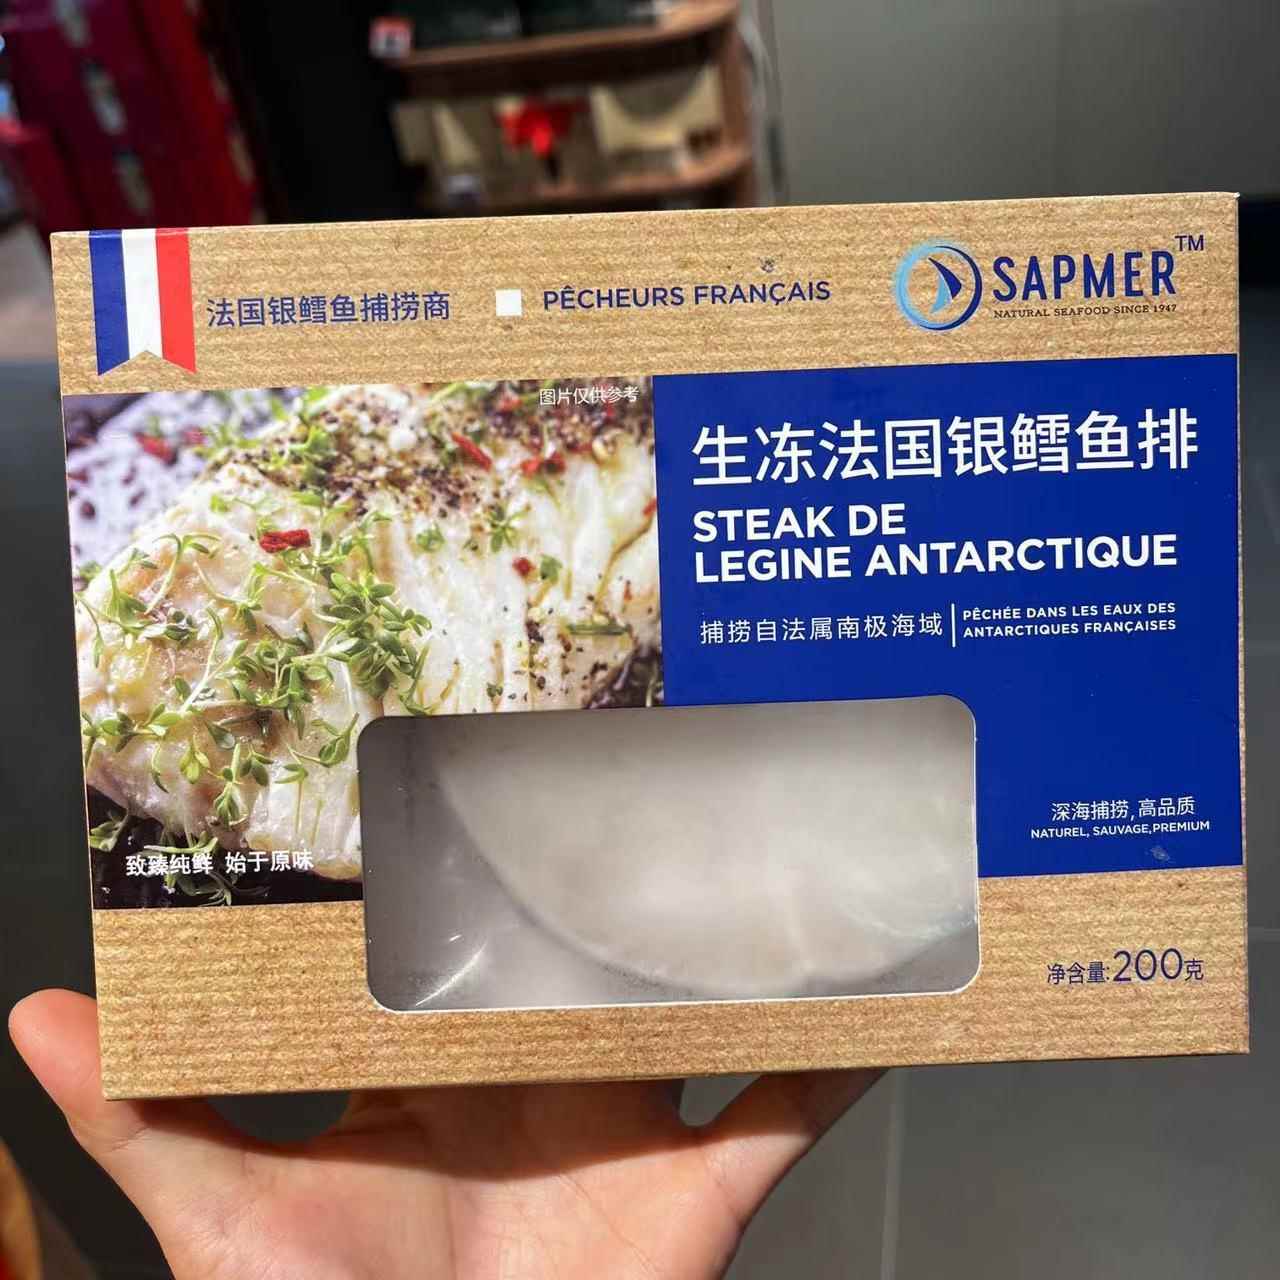 法国银鳕鱼捕捞商
PÊCHEURS FRANÇAIS
SAPMER™
NATURAL SEAFOOD SINCE 1947
图片仅供参考
生冻法国银鳕鱼排
STEAK DE
LEGINE ANTARCTIQUE
捕捞自法属南极海域
PÊCHÉE DANS LES EAUX DES
ANTARCTIQUES FRANÇAISES
深海捕捞,高品质
NATUREL, SAUVAGE,PREMIUM
致臻纯鲜 始于原味
净含量:200克